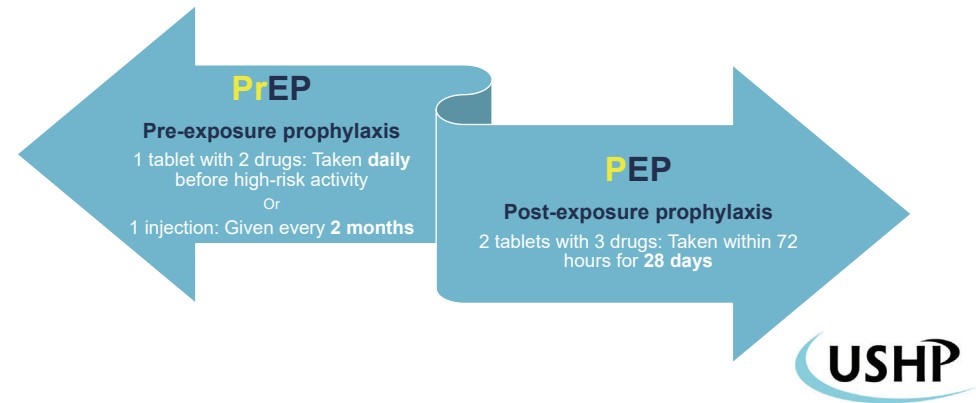 PrEP
Pre-exposure prophylaxis
1 tablet with 2 drugs: Taken daily
before high-risk activity
Or
1 injection: Given every 2 months
PEP
Post-exposure prophylaxis
2 tablets with 3 drugs: Taken within 72
hours for 28 days
USHP